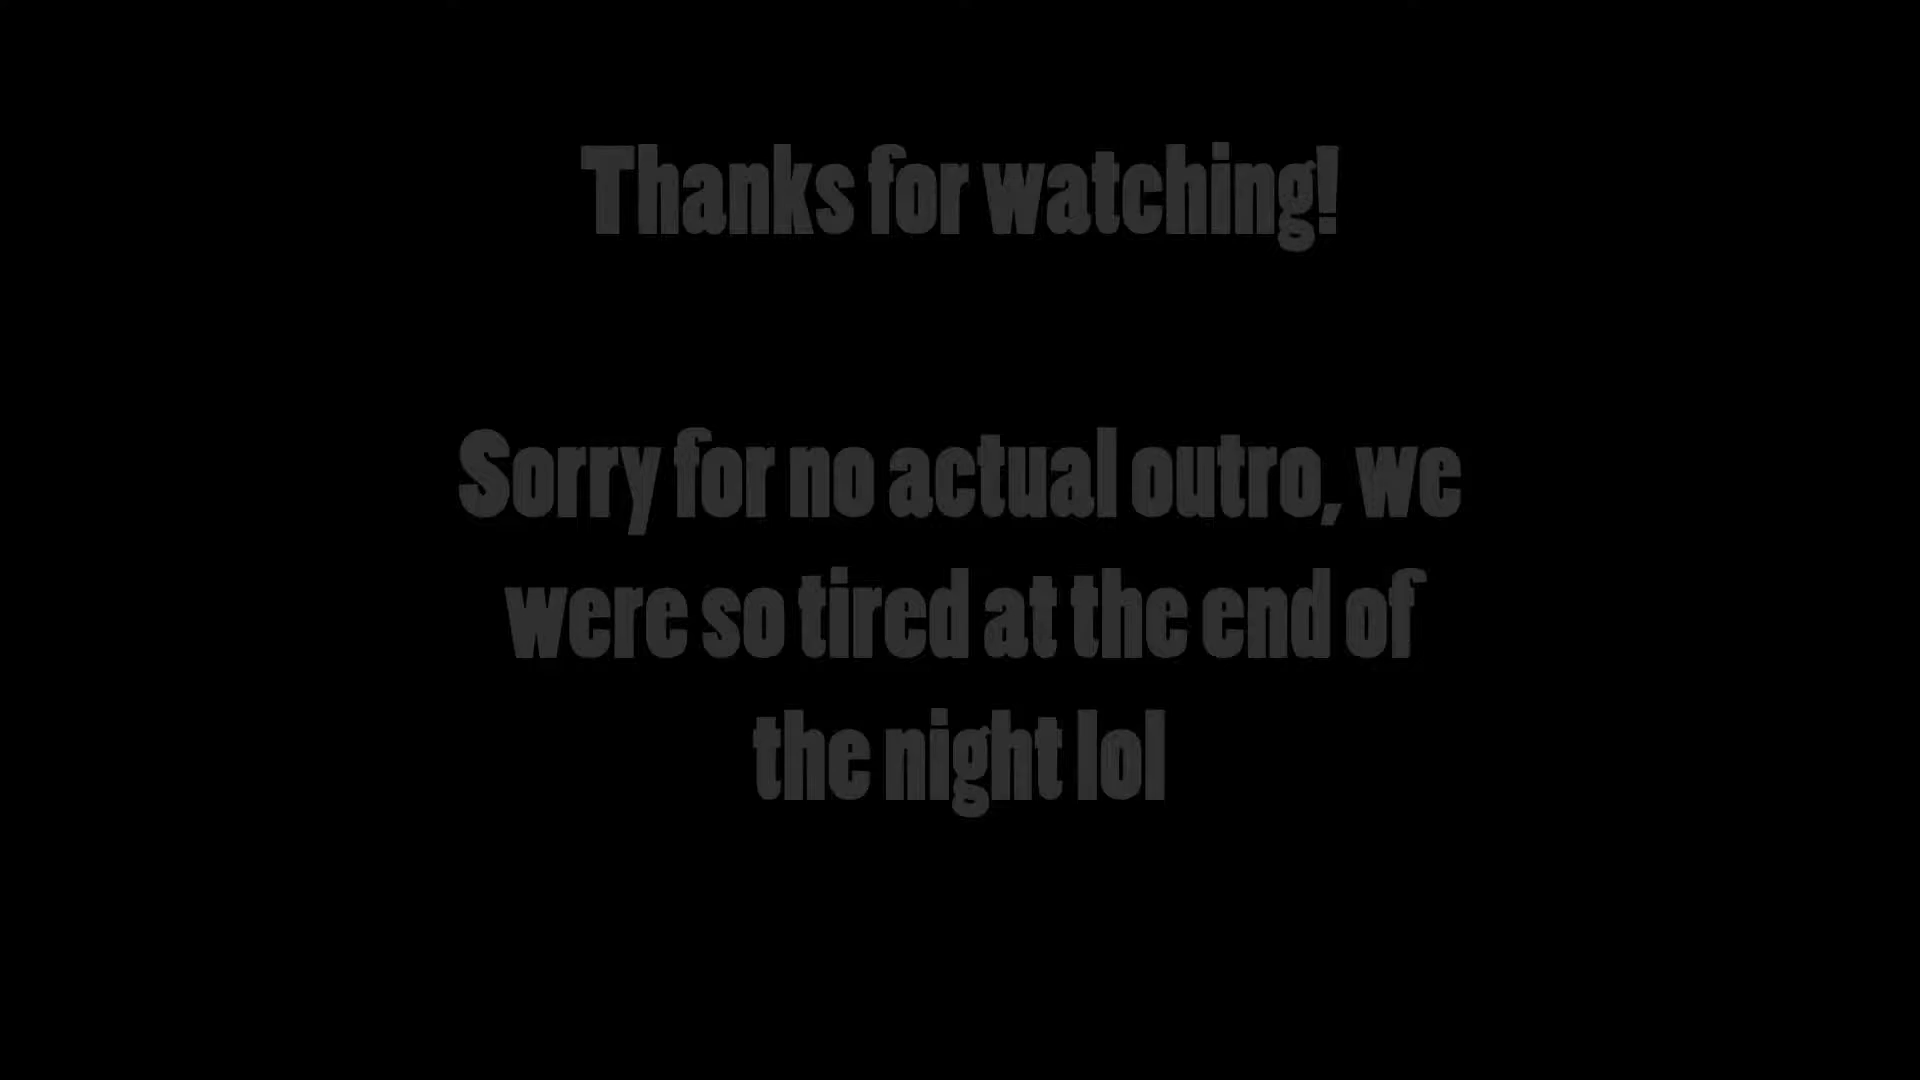 Thanks for watching!
Sorry for no actual outro, we
were so tired at the end of
the night lol